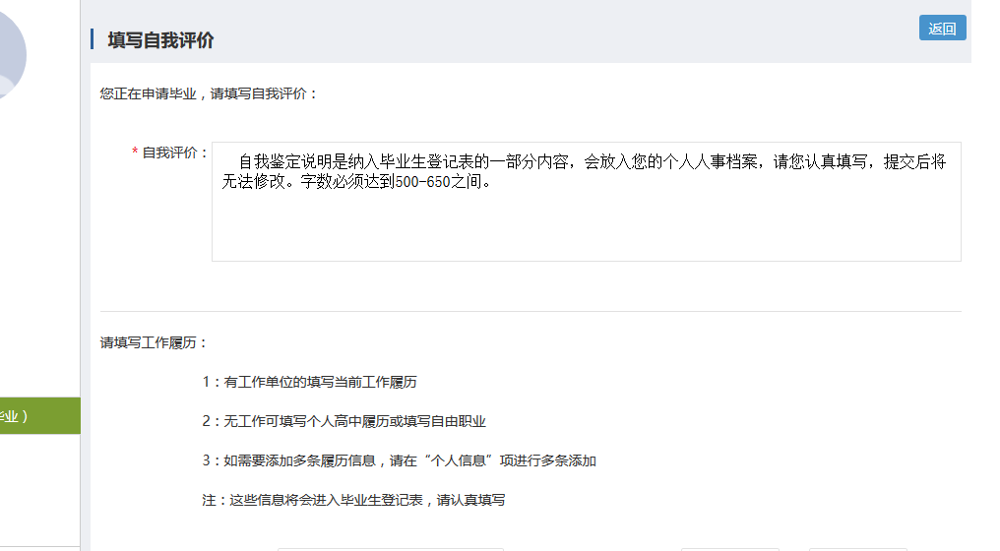 填写自我评价
返回
您正在申请毕业，请填写自我评价：
* 自我评价：
自我鉴定说明是纳入毕业生登记表的一部分内容，会放入您的个人人事档案，请您认真填写，提交后将
无法修改。字数必须达到500-650之间。
请填写工作履历：
1：有工作单位的填写当前工作履历
2：无工作可填写个人高中履历或填写自由职业
业）
3：如需要添加多条履历信息，请在“个人信息”项进行多条添加
注：这些信息将会进入毕业生登记表，请认真填写